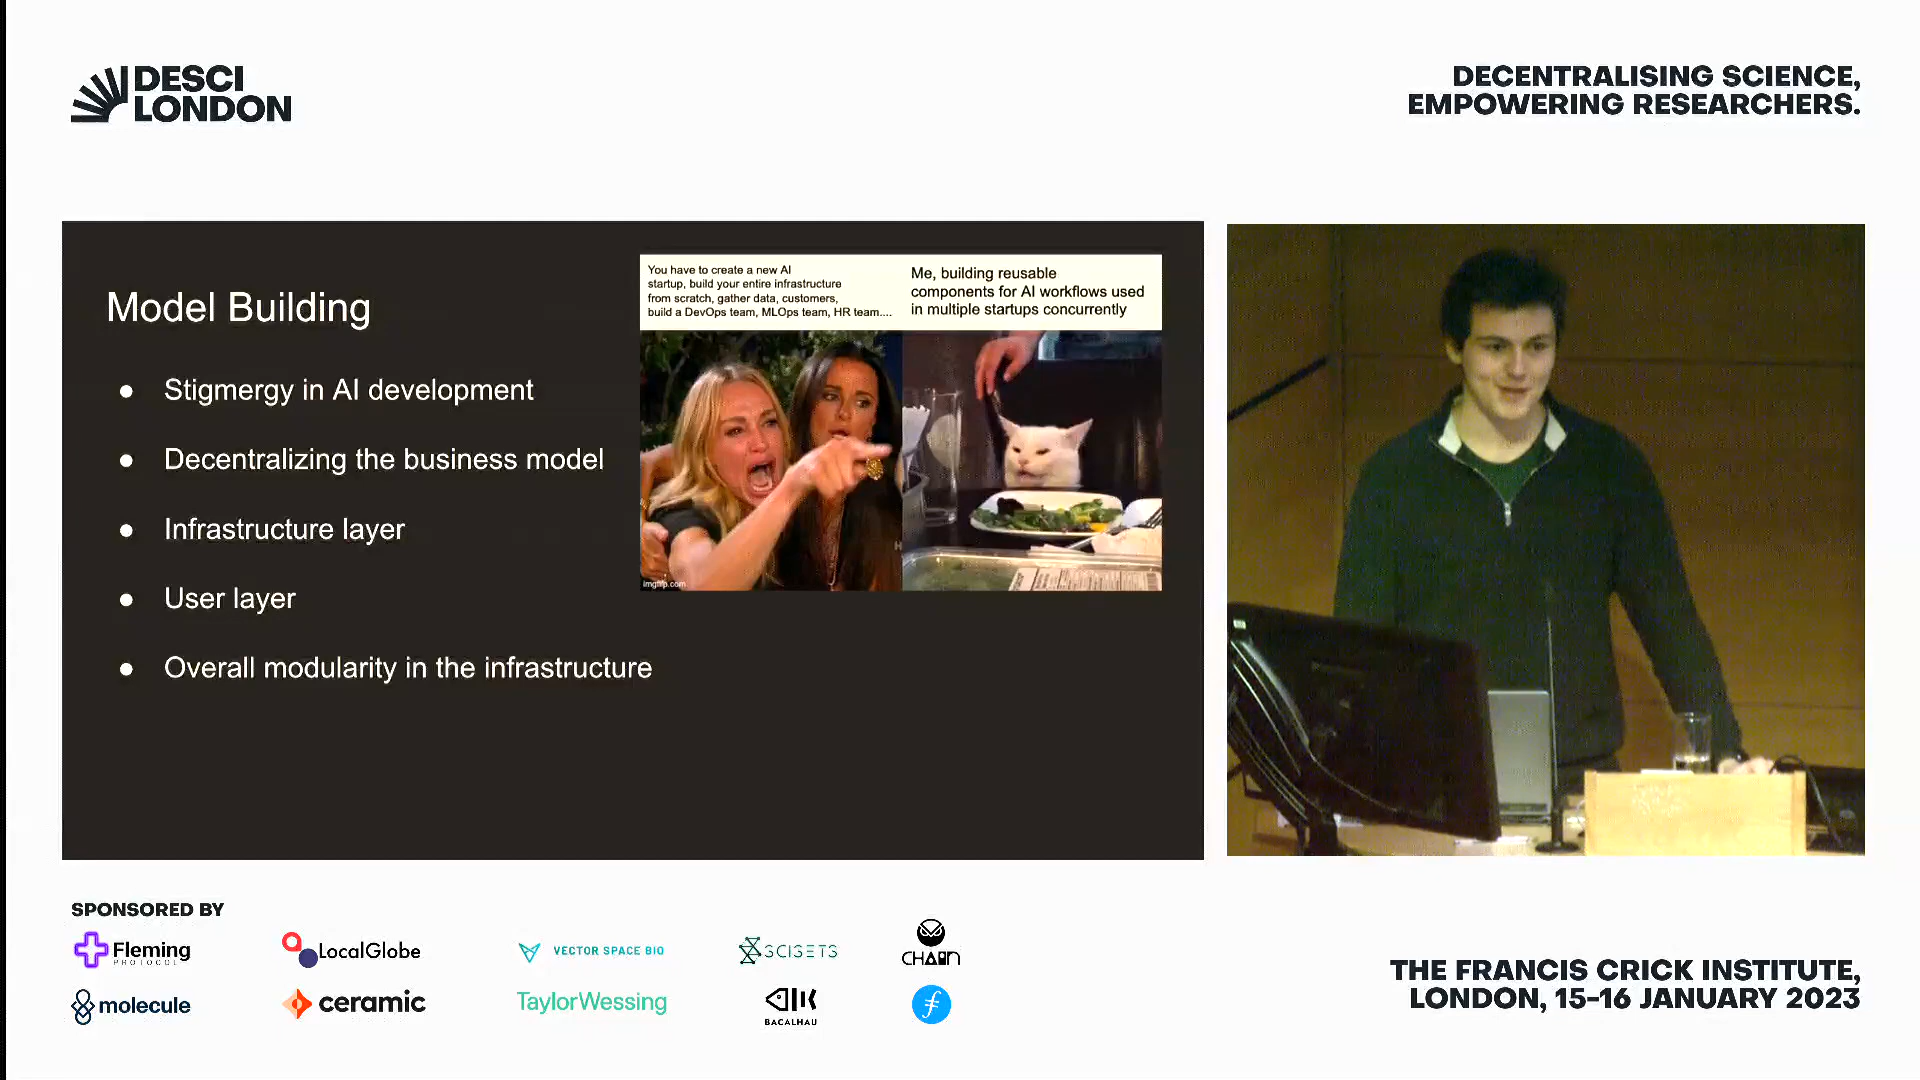 DESCI
LONDON
DECENTRALISING SCIENCE,
EMPOWERING RESEARCHERS.
Model Building
● Stigmergy in AI development
● Decentralizing the business model
● Infrastructure layer
● User layer
● Overall modularity in the infrastructure
You have to create a new AI
startup, build your entire infrastructure
from scratch, gather data, customers,
build a DevOps team, MLOps team, HR team....
Me, building reusable
components for AI workflows used
in multiple startups concurrently
imgflip.com
SPONSORED BY
Fleming
PROTOCOL
LocalGlobe
VECTOR SPACE BIO
SCISETS
CHAIN
molecule
ceramic
TaylorWessing
BACALHAU
THE FRANCIS CRICK INSTITUTE,
LONDON, 15-16 JANUARY 2023